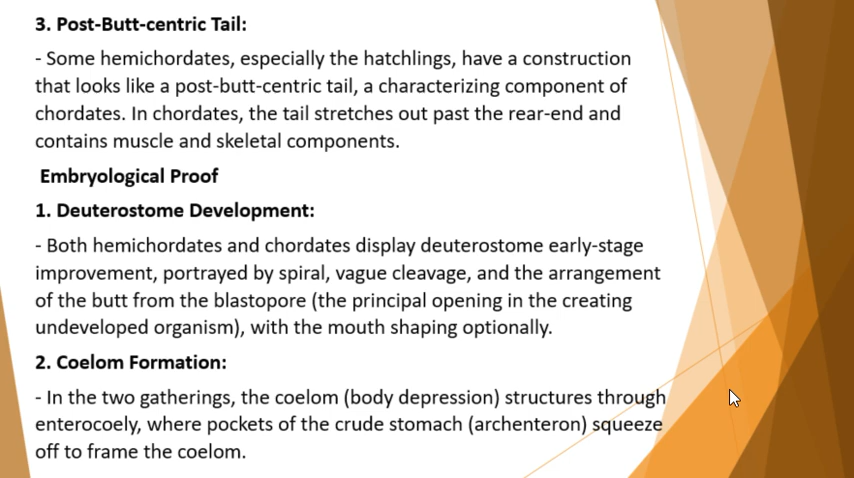 3. Post-Butt-centric Tail:
- Some hemichordates, especially the hatchlings, have a construction
that looks like a post-butt-centric tail, a characterizing component of
chordates. In chordates, the tail stretches out past the rear-end and
contains muscle and skeletal components.
Embryological Proof
1. Deuterostome Development:
- Both hemichordates and chordates display deuterostome early-stage
improvement, portrayed by spiral, vague cleavage, and the arrangement
of the butt from the blastopore (the principal opening in the creating
undeveloped organism), with the mouth shaping optionally.
2. Coelom Formation:
- In the two gatherings, the coelom (body depression) structures through
enterocoely, where pockets of the crude stomach (archenteron) squeeze
off to frame the coelom.